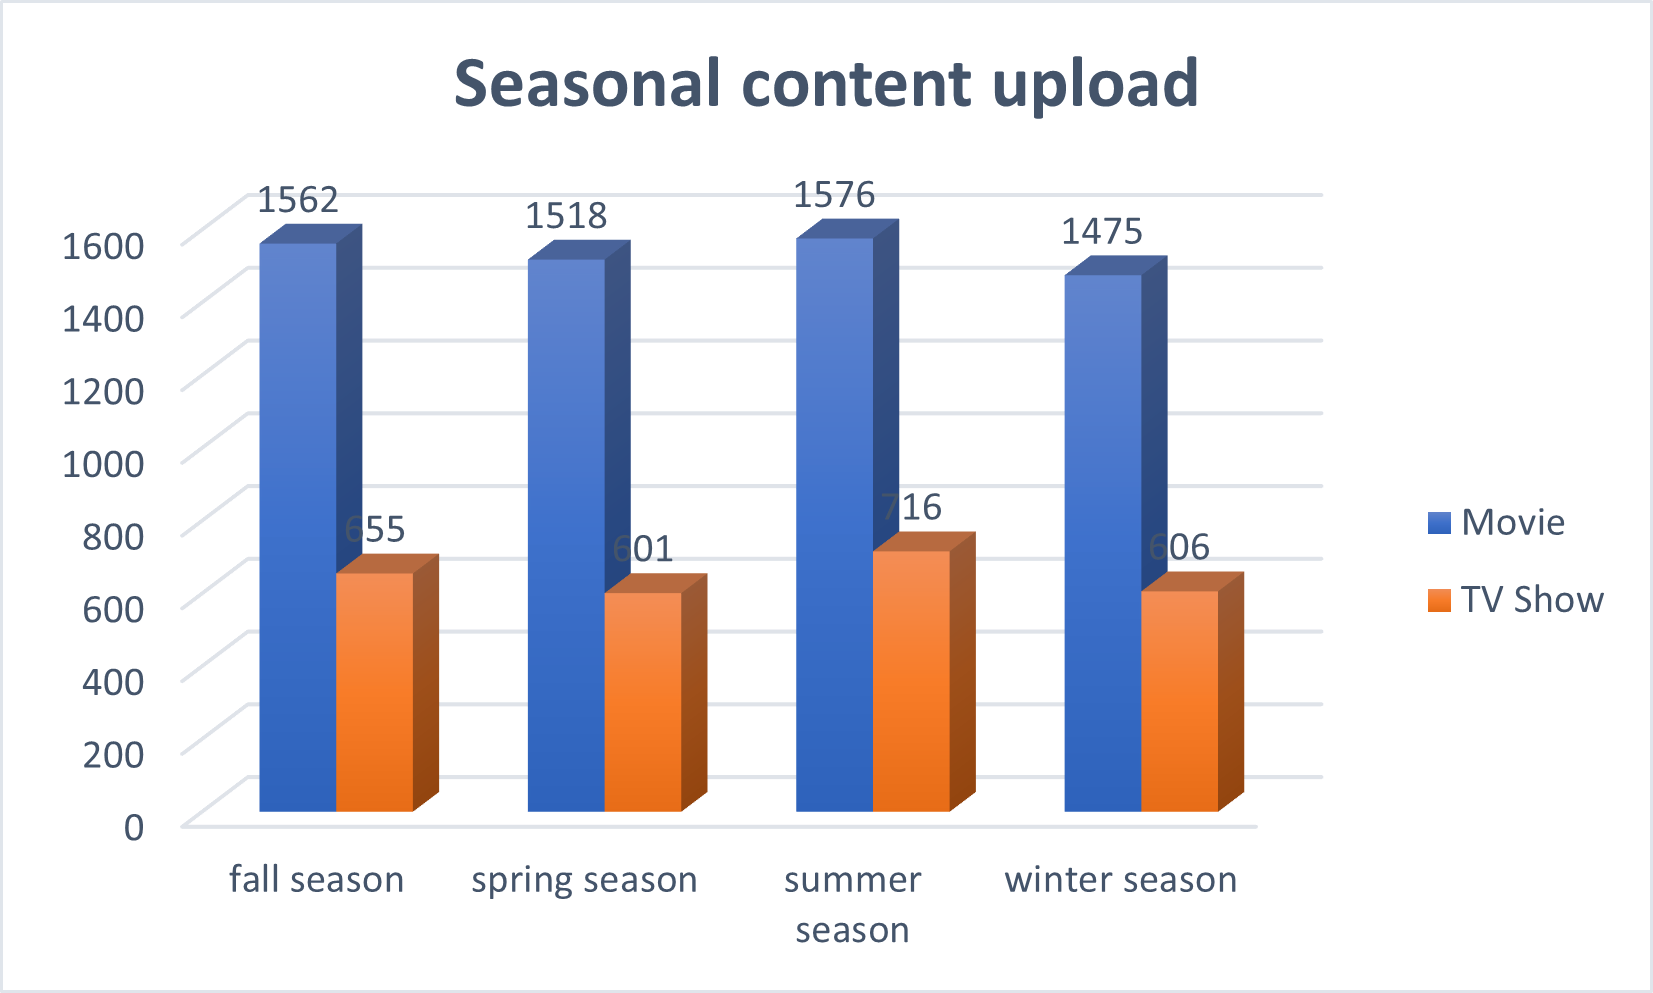 Seasonal content upload
1562
1518
1576
1475
655
601
716
606
1600
1400
1200
1000
800
600
400
200
0
fall season
spring season
summer
season
winter season
Movie
TV Show